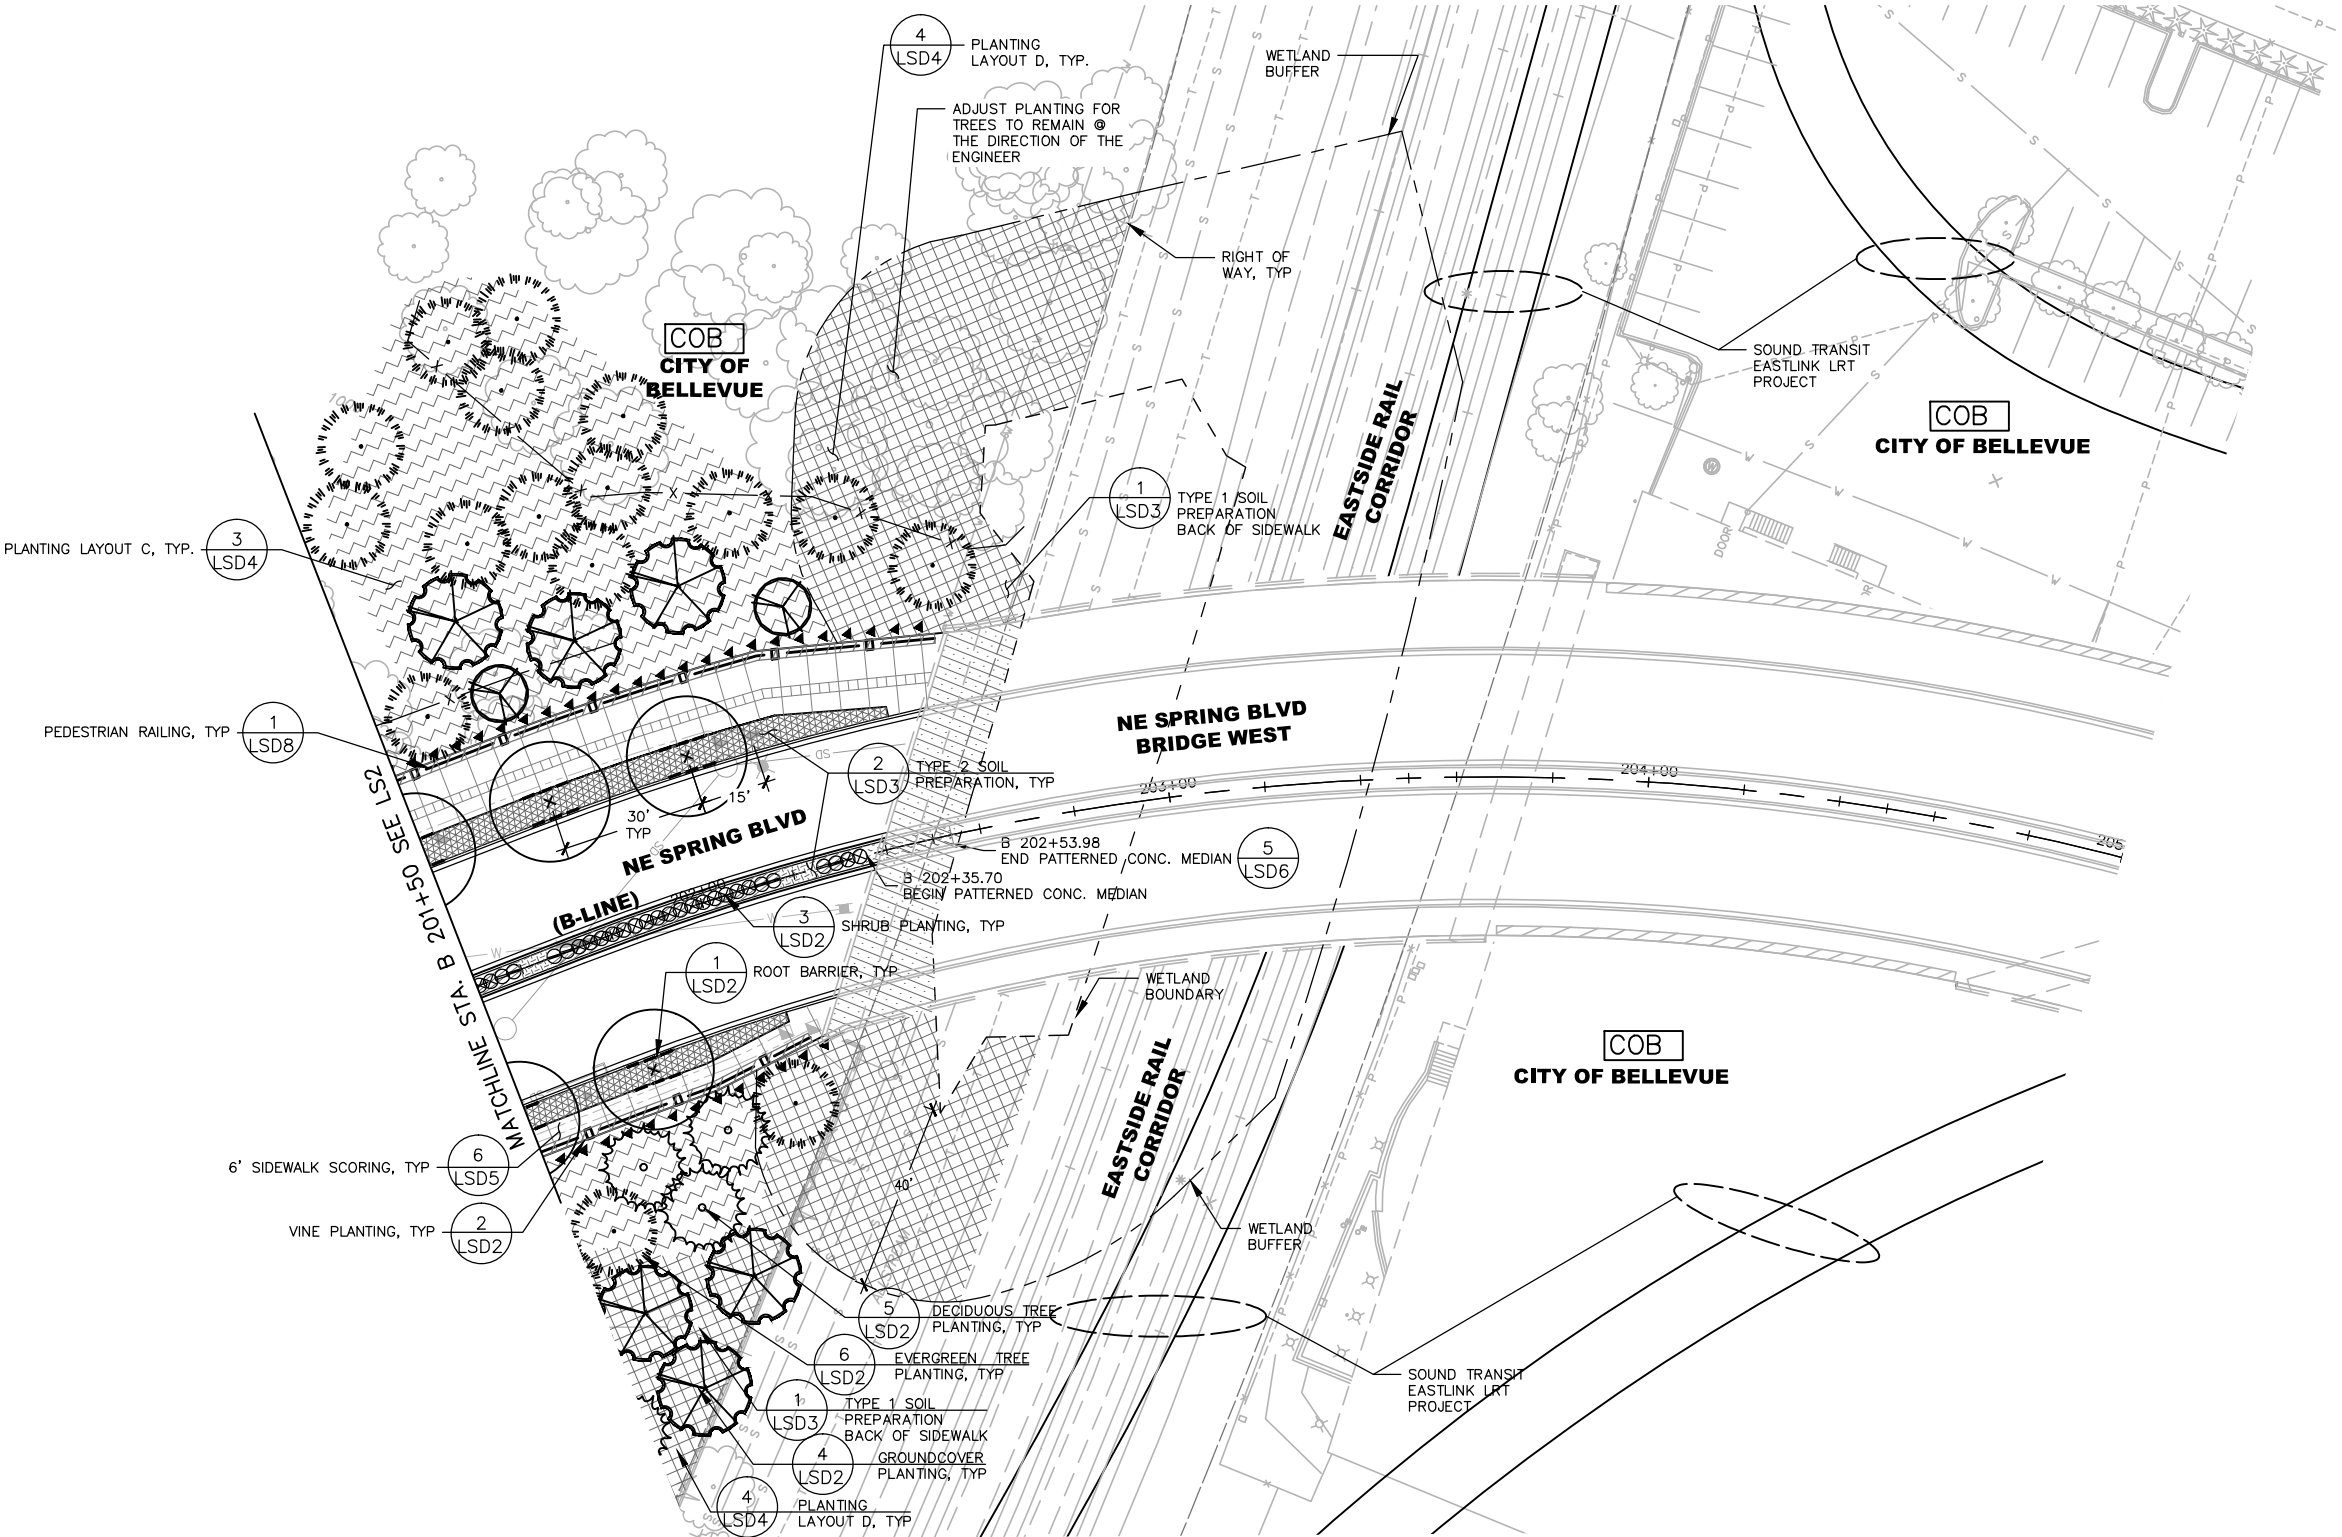 4
LSD4
PLANTING
LAYOUT D, TYP.
ADJUST PLANTING FOR
TREES TO REMAIN @
THE DIRECTION OF THE
ENGINEER
WETLAND
BUFFER
RIGHT OF
WAY, TYP
COB
CITY OF
BELLEVUE
SOUND TRANSIT
EASTLINK LRT
PROJECT
COB
CITY OF BELLEVUE
EASTSIDE RAIL
CORRIDOR
1
LSD3
TYPE 1 SOIL
PREPARATION
BACK OF SIDEWALK
DOOR
PLANTING LAYOUT C, TYP.
3
LSD4
PEDESTRIAN RAILING, TYP
1
LSD8
NE SPRING BLVD
BRIDGE WEST
2
LSD3
TYPE 2 SOIL
PREPARATION, TYP
SD
15'
30'
TYP
NE SPRING BLVD
(B-LINE)
202+00
203+00
204+00
205
B 202+53.98
END PATTERNED CONC. MEDIAN
5
LSD6
B 202+35.70
BEGIN PATTERNED CONC. MEDIAN
3
LSD2
SHRUB PLANTING, TYP
1
LSD2
ROOT BARRIER, TYP
MATCHLINE STA. B 201+50 SEE LS2
WETLAND
BOUNDARY
COB
CITY OF BELLEVUE
EASTSIDE RAIL
CORRIDOR
6' SIDEWALK SCORING, TYP
6
LSD5
VINE PLANTING, TYP
2
LSD2
40'
WETLAND
BUFFER
5
LSD2
DECIDUOUS TREE
PLANTING, TYP
6
LSD2
EVERGREEN TREE
PLANTING, TYP
1
LSD3
TYPE 1 SOIL
PREPARATION
BACK OF SIDEWALK
4
LSD2
GROUNDCOVER
PLANTING, TYP
4
LSD4
PLANTING
LAYOUT D, TYP
SOUND TRANSIT
EASTLINK LRT
PROJECT